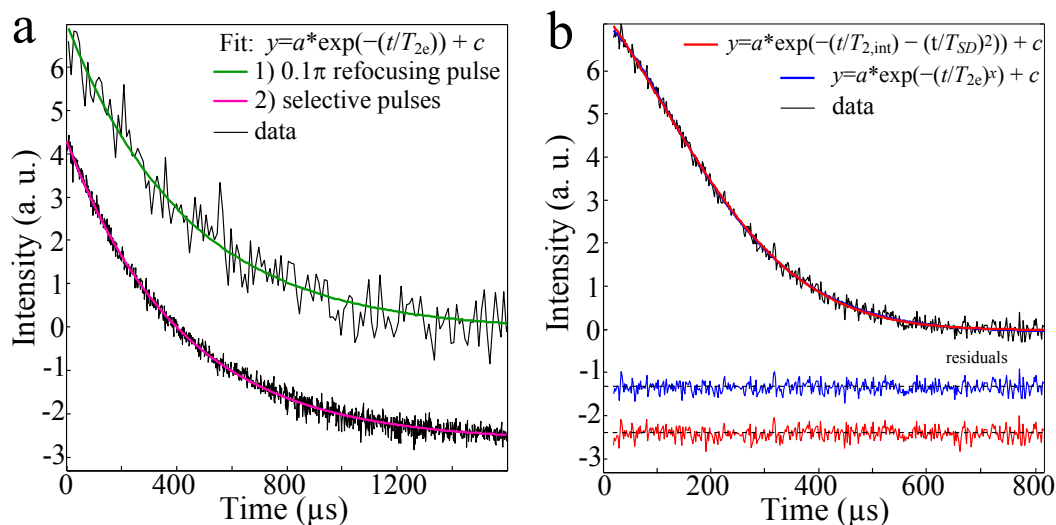 a
Fit: y=a*exp(−(t/T2e)) + c
1) 0.1π refocusing pulse
2) selective pulses
data
Intensity (a. u.)
6
5
4
3
2
1
0
-1
-2
-3
0
400
800
1200
Time (µs)
b
y=a*exp(−(t/T2,int) − (t/TSD)²)) + c
y=a*exp(−(t/T2e)ˣ) + c
data
Intensity (a. u.)
7
6
5
4
3
2
1
0
residuals
-1
-2
-3
0
200
400
600
800
Time (µs)